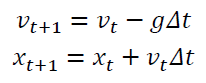 v_{t+1} = v_t − gΔt
x_{t+1} = x_t + v_tΔt